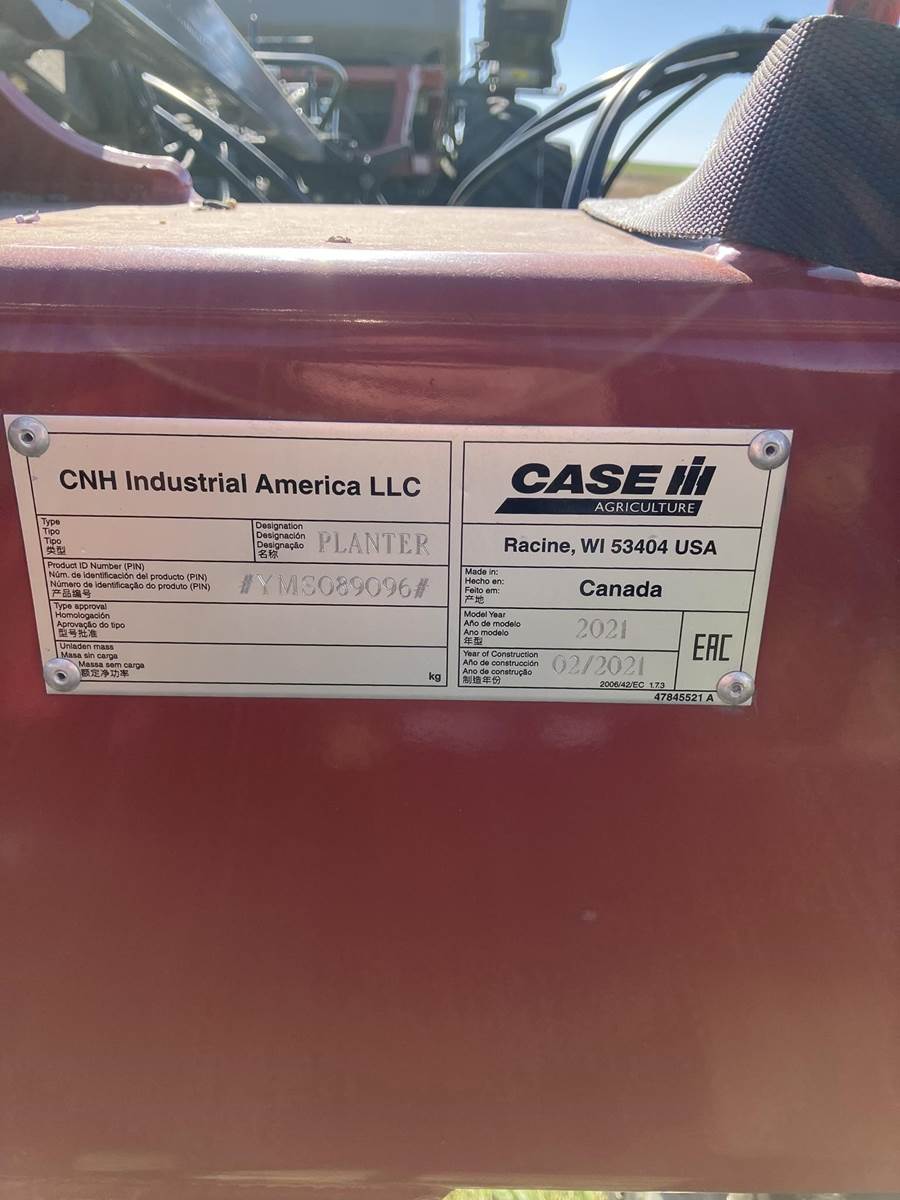 CNH Industrial America LLC
Type
Tipo
Tipo
类型
Designation
Designación
Designação
名称
PLANTER
Product ID Number (PIN)
Núm. de identificación del producto (PIN)
Número de identificação do produto (PIN)
产品编号
#YMS089096#
Type approval
Homologación
Aprovação do tipo
型号批准
Unladen mass
Masa sin carga
Massa sem carga
额定净功率
kg
CASE IH
AGRICULTURE
Racine, WI 53404 USA
Made in:
Hecho en:
Feito em:
产地
Canada
Model Year
Año de modelo
Ano modelo
年型
2021
Year of Construction
Año de construcción
Ano de construção
制造年份
02/2021
2006/42/EC 1.7.3
EAC
47845521 A